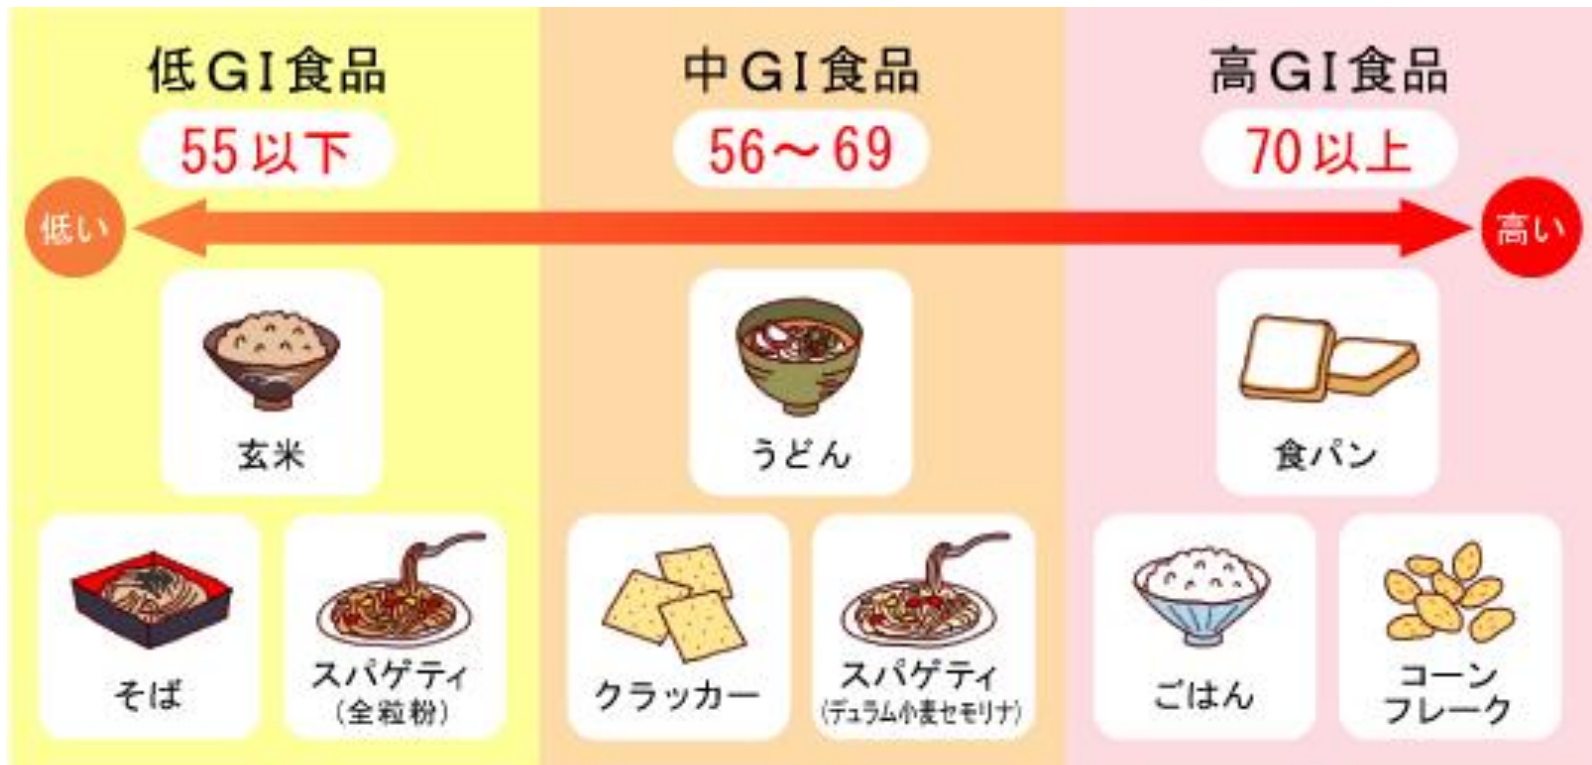 低GI食品
55以下
中GI食品
56〜69
高GI食品
70以上
低い
高い
玄米
うどん
食パン
そば
スパゲティ
(全粒粉)
クラッカー
スパゲティ
(デュラム小麦セモリナ)
ごはん
コーン
フレーク